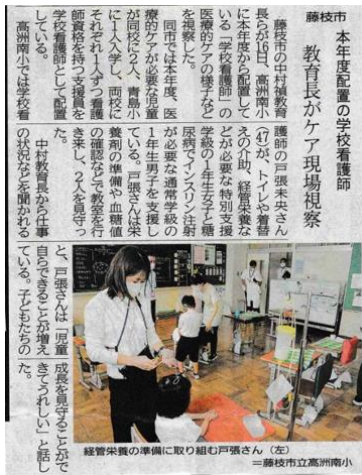 藤枝市
本年度配置の学校看護師
教育長がケア現場視察
藤枝市の中村禎教育
長らが16日、高洲南小
に本年度から配置して
いる「学校看護師」の
医療的ケアの様子など
を視察した。
同市では本年度、医
療的ケアが必要な児童
が同校に2人、青島小
に1人入学し、両校に
それぞれ1人ずつ看護
師資格を持つ支援員を
学校看護師として配置
している。
高洲南小では学校看
護師の戸張未央さん
(47)が、トイレや着替
えの介助、経管栄養な
どが必要な特別支援
学級の1年生女子と糖
尿病でインスリン注射
が必要な通常学級の
1年生男子を支援し
ている。戸張さんは栄
養剤の準備や血糖値
の確認などで教室を行
き来し、2人を見守っ
た。
中村教育長から仕事
の状況などを聞かれる
と、戸張さんは「児童
自らできることが増え
ている。子どもたちの
成長を見守ることがで
きてうれしい」と話し
た。
経管栄養の準備に取り組む戸張さん（左）
＝藤枝市立高洲南小